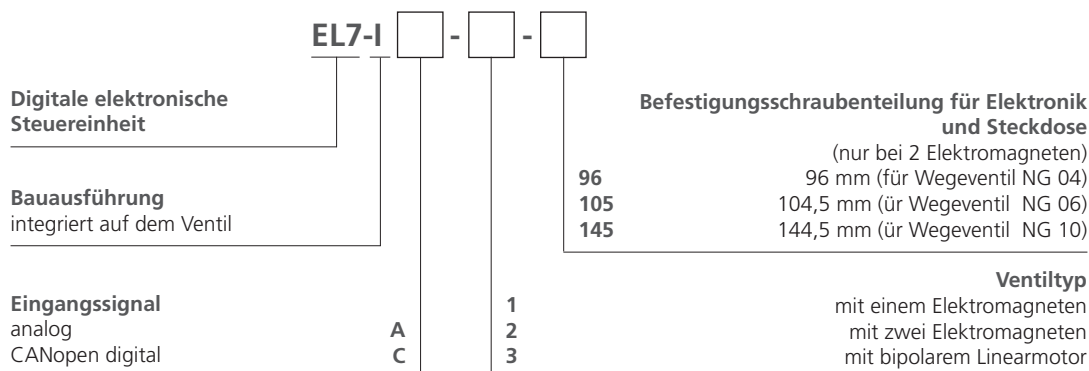 EL7-I - -
Digitale elektronische
Steuereinheit
Bauausführung
integriert auf dem Ventil
Eingangssignal
analog A
CANopen digital C
Befestigungsschraubenteilung für Elektronik
und Steckdose
(nur bei 2 Elektromagneten)
96 96 mm (für Wegeventil NG 04)
105 104,5 mm (ür Wegeventil NG 06)
145 144,5 mm (ür Wegeventil NG 10)
Ventiltyp
1 mit einem Elektromagneten
2 mit zwei Elektromagneten
3 mit bipolarem Linearmotor